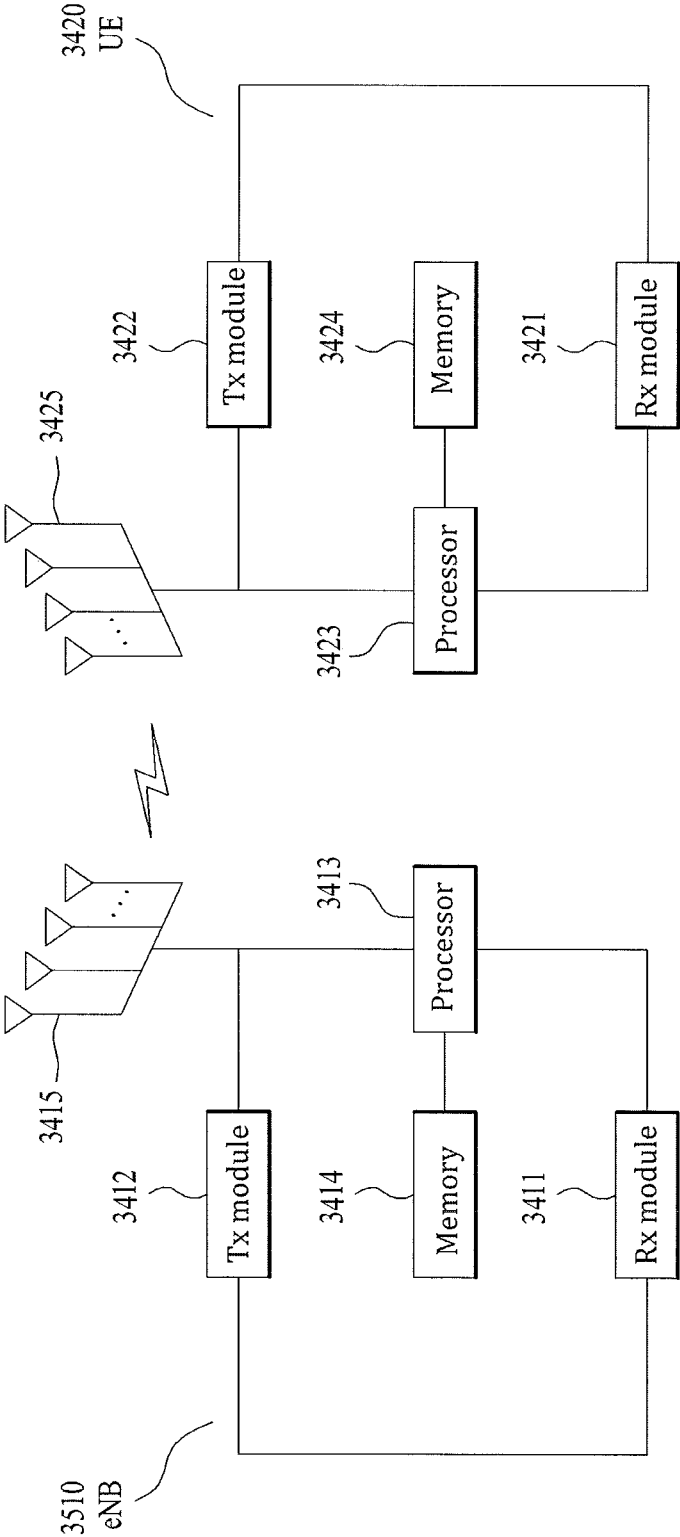 3510
eNB
3420
UE
3415
3425
3412
Tx module
3422
Tx module
3414
Memory
3413
Processor
3423
Processor
3424
Memory
3411
Rx module
3421
Rx module